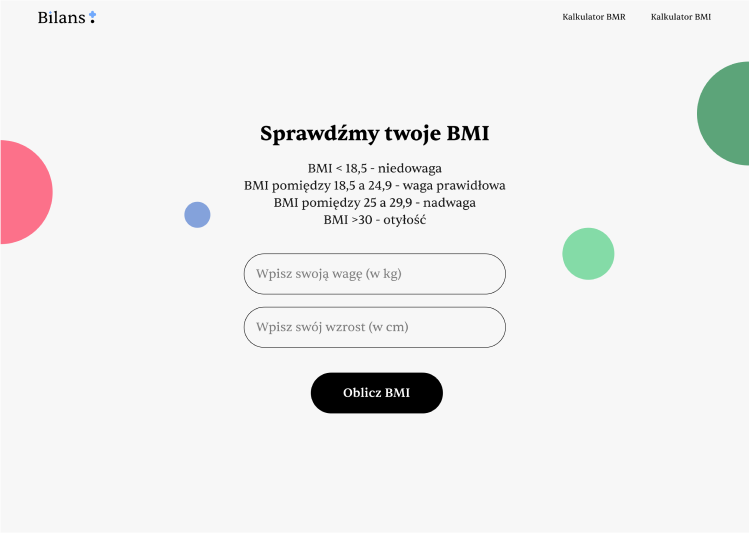 Bilans
Kalkulator BMR
Kalkulator BMI
Sprawdźmy twoje BMI
BMI < 18,5 - niedowaga
BMI pomiędzy 18,5 a 24,9 - waga prawidłowa
BMI pomiędzy 25 a 29,9 - nadwaga
BMI >30 - otyłość
Wpisz swoją wagę (w kg)
Wpisz swój wzrost (w cm)
Oblicz BMI